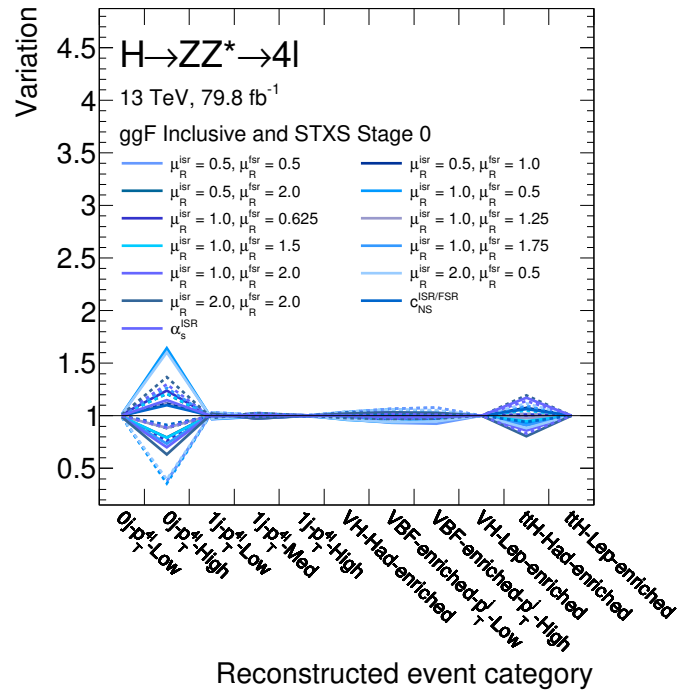 Variation
4.5
4
3.5
3
2.5
2
1.5
1
0.5
H→ZZ*→4l
13 TeV, 79.8 fb⁻¹
ggF Inclusive and STXS Stage 0
μ_R^isr = 0.5, μ_R^fsr = 0.5
μ_R^isr = 0.5, μ_R^fsr = 1.0
μ_R^isr = 0.5, μ_R^fsr = 2.0
μ_R^isr = 1.0, μ_R^fsr = 0.5
μ_R^isr = 1.0, μ_R^fsr = 0.625
μ_R^isr = 1.0, μ_R^fsr = 1.25
μ_R^isr = 1.0, μ_R^fsr = 1.5
μ_R^isr = 1.0, μ_R^fsr = 1.75
μ_R^isr = 1.0, μ_R^fsr = 2.0
μ_R^isr = 2.0, μ_R^fsr = 0.5
μ_R^isr = 2.0, μ_R^fsr = 2.0
c_NS^ISR/FSR
α_s^ISR
0j-p_T^4l-Low
0j-p_T^4l-High
1j-p_T^4l-Low
1j-p_T^4l-Med
1j-p_T^4l-High
VH-Had-enriched
VBF-enriched-p_T^j-Low
VBF-enriched-p_T^j-High
VH-Lep-enriched
ttH-Had-enriched
ttH-Lep-enriched
Reconstructed event category